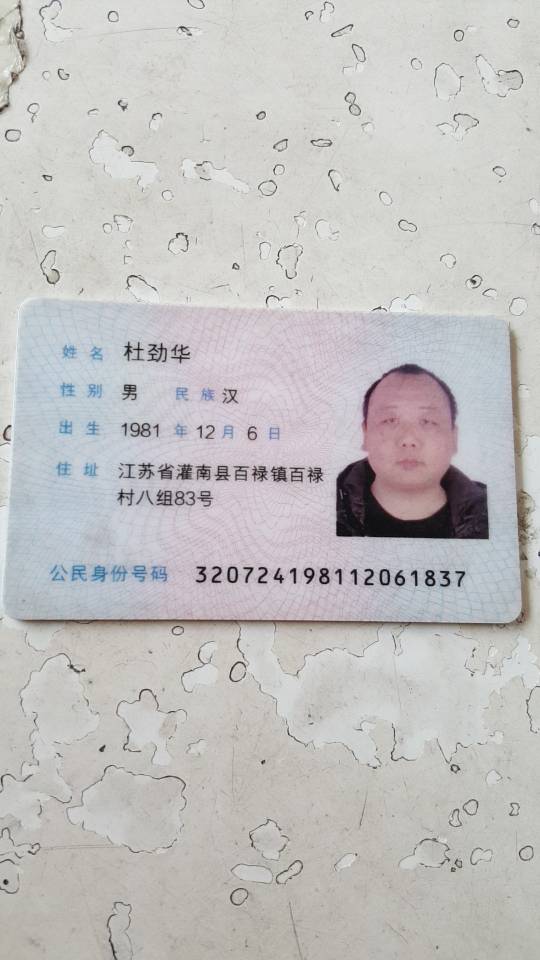 姓名 杜劲华
性别 男 民族 汉
出生 1981 年 12 月 6 日
住址 江苏省灌南县百禄镇百禄
村八组83号
公民身份号码 320724198112061837